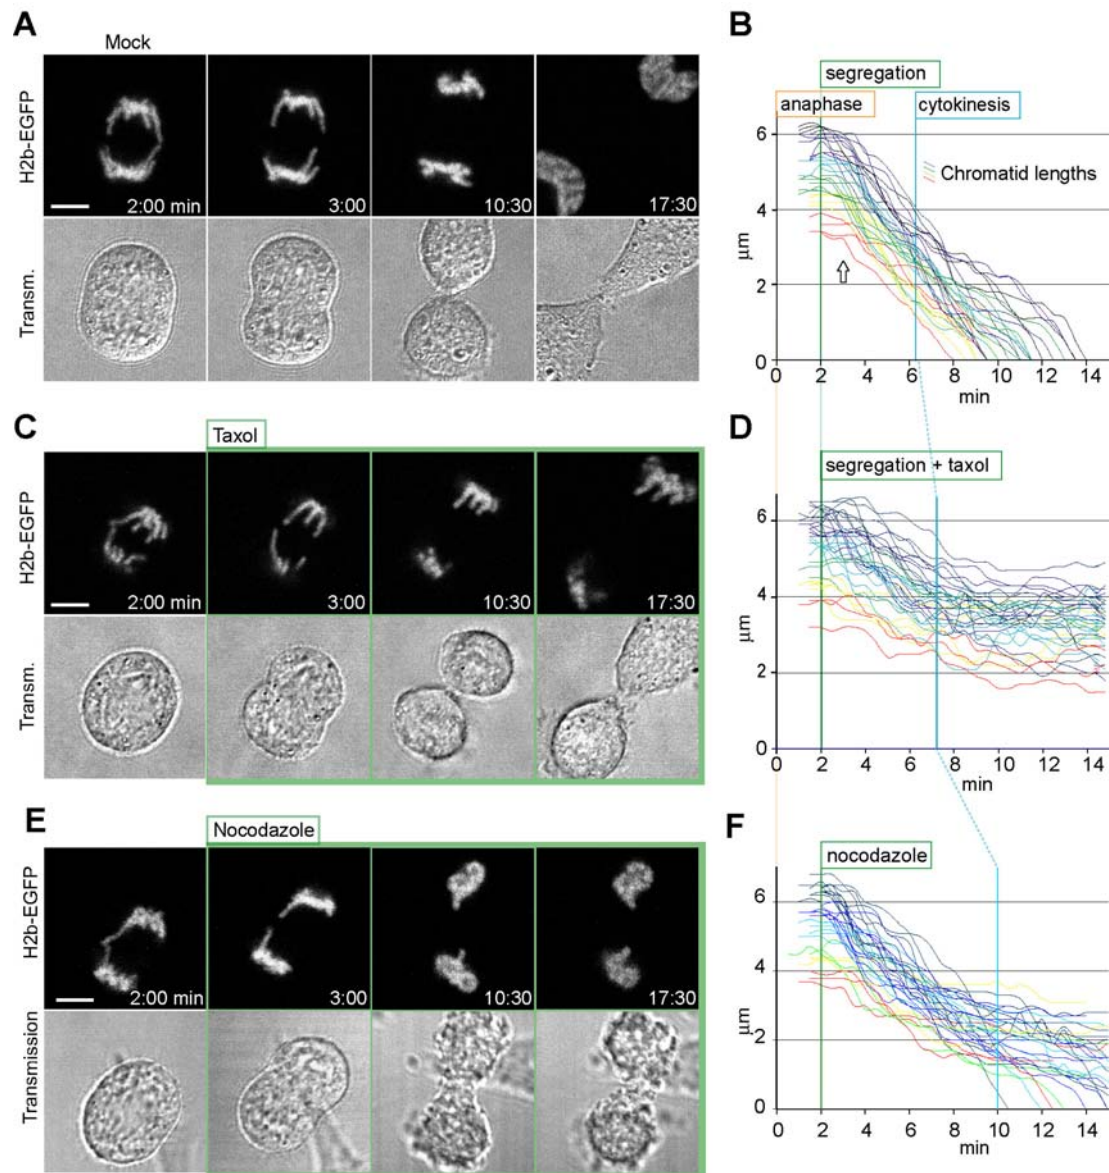 A
Mock
H2b-EGFP
2:00 min
3:00
10:30
17:30
Transm.
B
segregation
anaphase
cytokinesis
Chromatid lengths
6
4
2
0
µm
0 2 4 6 8 10 12 14
min
C
Taxol
H2b-EGFP
2:00 min
3:00
10:30
17:30
Transm.
D
segregation + taxol
6
4
2
0
µm
0 2 4 6 8 10 12 14
min
E
Nocodazole
H2b-EGFP
2:00 min
3:00
10:30
17:30
Transmission
F
nocodazole
6
4
2
0
µm
0 2 4 6 8 10 12 14
min